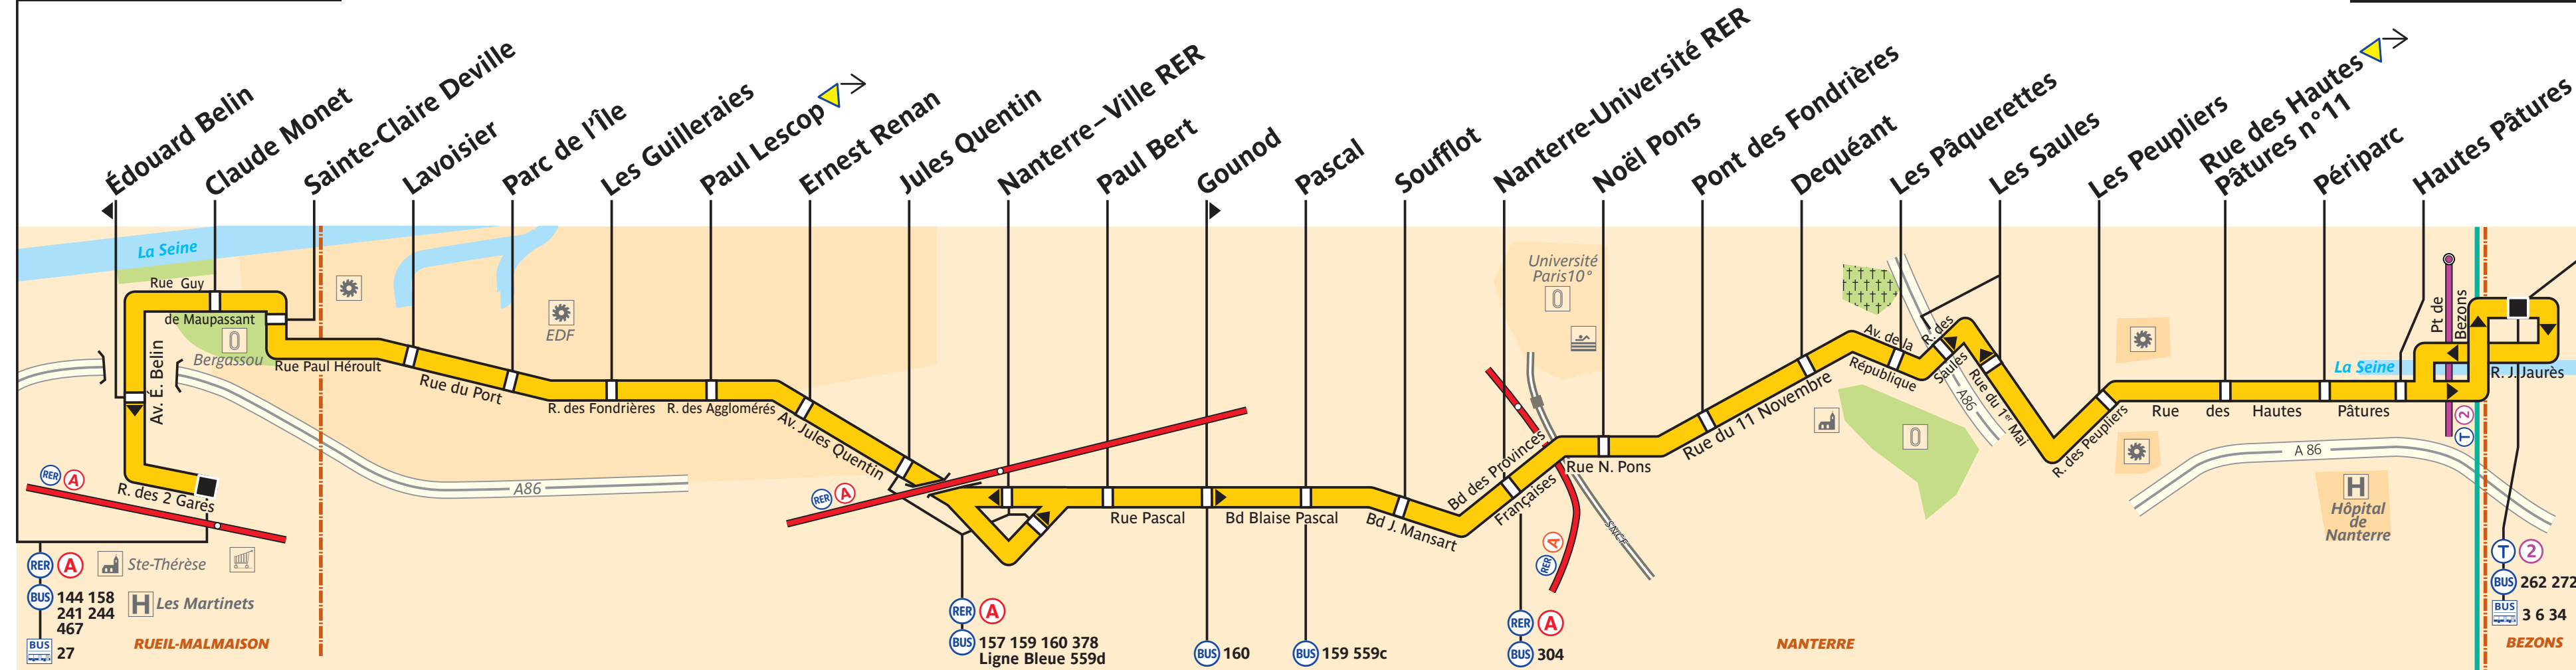 Édouard Belin
Claude Monet
Sainte-Claire Deville
Lavoisier
Parc de l'Île
Les Guilleraies
Paul Lescop
Ernest Renan
Jules Quentin
Nanterre–Ville RER
Paul Bert
Gounod
Pascal
Soufflot
Nanterre-Université RER
Noël Pons
Pont des Fondrières
Dequéant
Les Pâquerettes
Les Saules
Les Peupliers
Rue des Hautes
Pâtures n°11
Périparc
Hautes Pâtures
La Seine
Rue Guy
de Maupassant
Bergassou
Av. É. Belin
Rue Paul Héroult
R. des 2 Gares
RER A
A86
EDF
Rue du Port
R. des Fondrières
R. des Agglomérés
Av. Jules Quentin
RER A
Rue Pascal
Bd Blaise Pascal
Bd J. Mansart
Université
Paris10°
Bd des Provinces
Françaises
RER A
SNCF
Rue N. Pons
Rue du 11 Novembre
Av. de la
République
R. des
Saules
A86
Rue du 1er Mai
R. des Peupliers
Rue des Hautes Pâtures
A 86
H
Hôpital
de
Nanterre
La Seine
Pt de
Bezons
T 2
R. J. Jaurès
RER A
BUS 144 158
241 244
467
BUS 27
Ste-Thérèse
H Les Martinets
RUEIL-MALMAISON
RER A
BUS 157 159 160 378
Ligne Bleue 559d
BUS 160
BUS 159 559c
RER A
BUS 304
NANTERRE
T 2
BUS 262 272
BUS 3 6 34
BEZONS